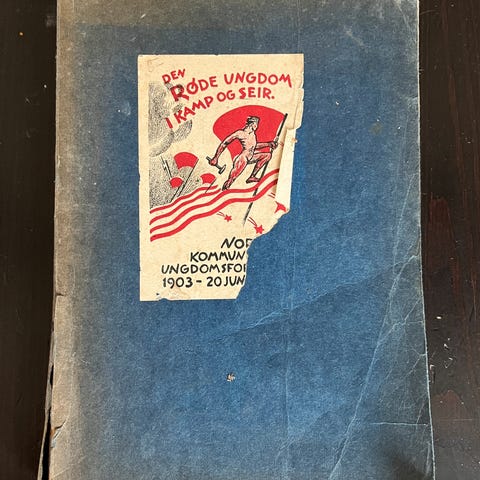 DEN
RØDE UNGDOM
I KAMP OG SEIR.
NOR
KOMMUN
UNGDOMSFOR
1903 - 20 JUN